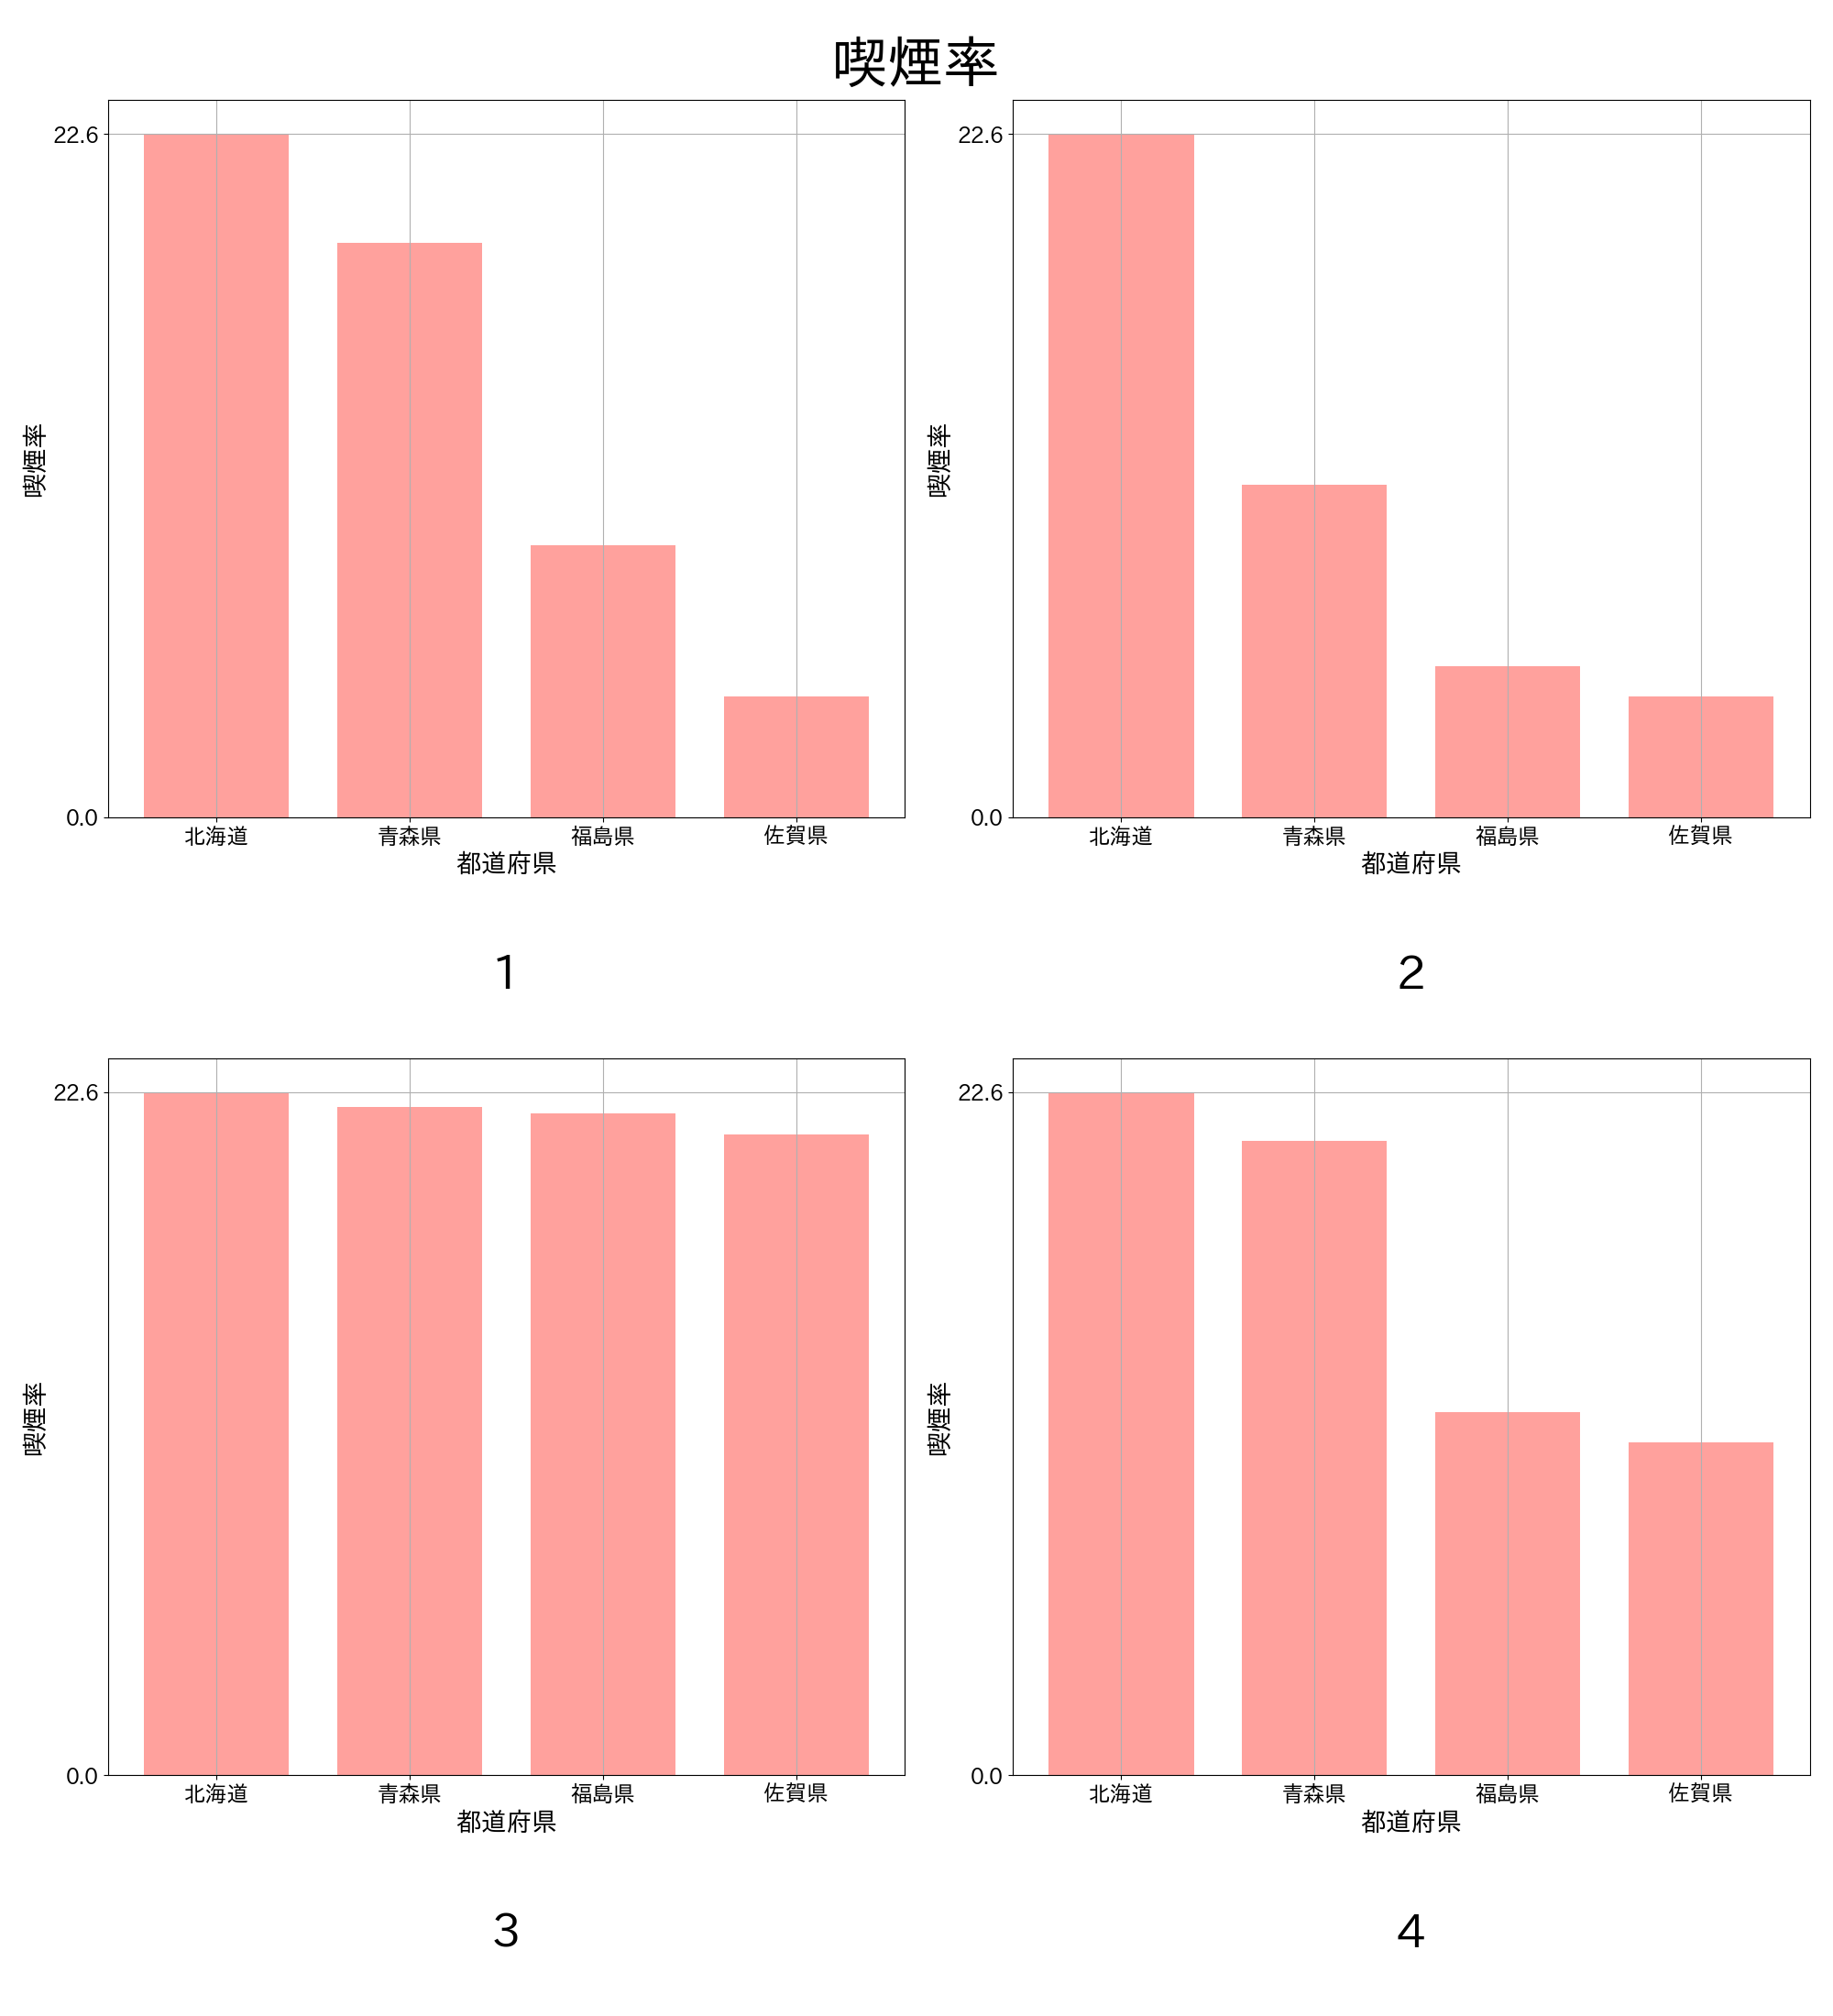 喫煙率
22.6
0.0
喫煙率
北海道 青森県 福島県 佐賀県
都道府県
1
22.6
0.0
喫煙率
北海道 青森県 福島県 佐賀県
都道府県
2
22.6
0.0
喫煙率
北海道 青森県 福島県 佐賀県
都道府県
3
22.6
0.0
喫煙率
北海道 青森県 福島県 佐賀県
都道府県
4